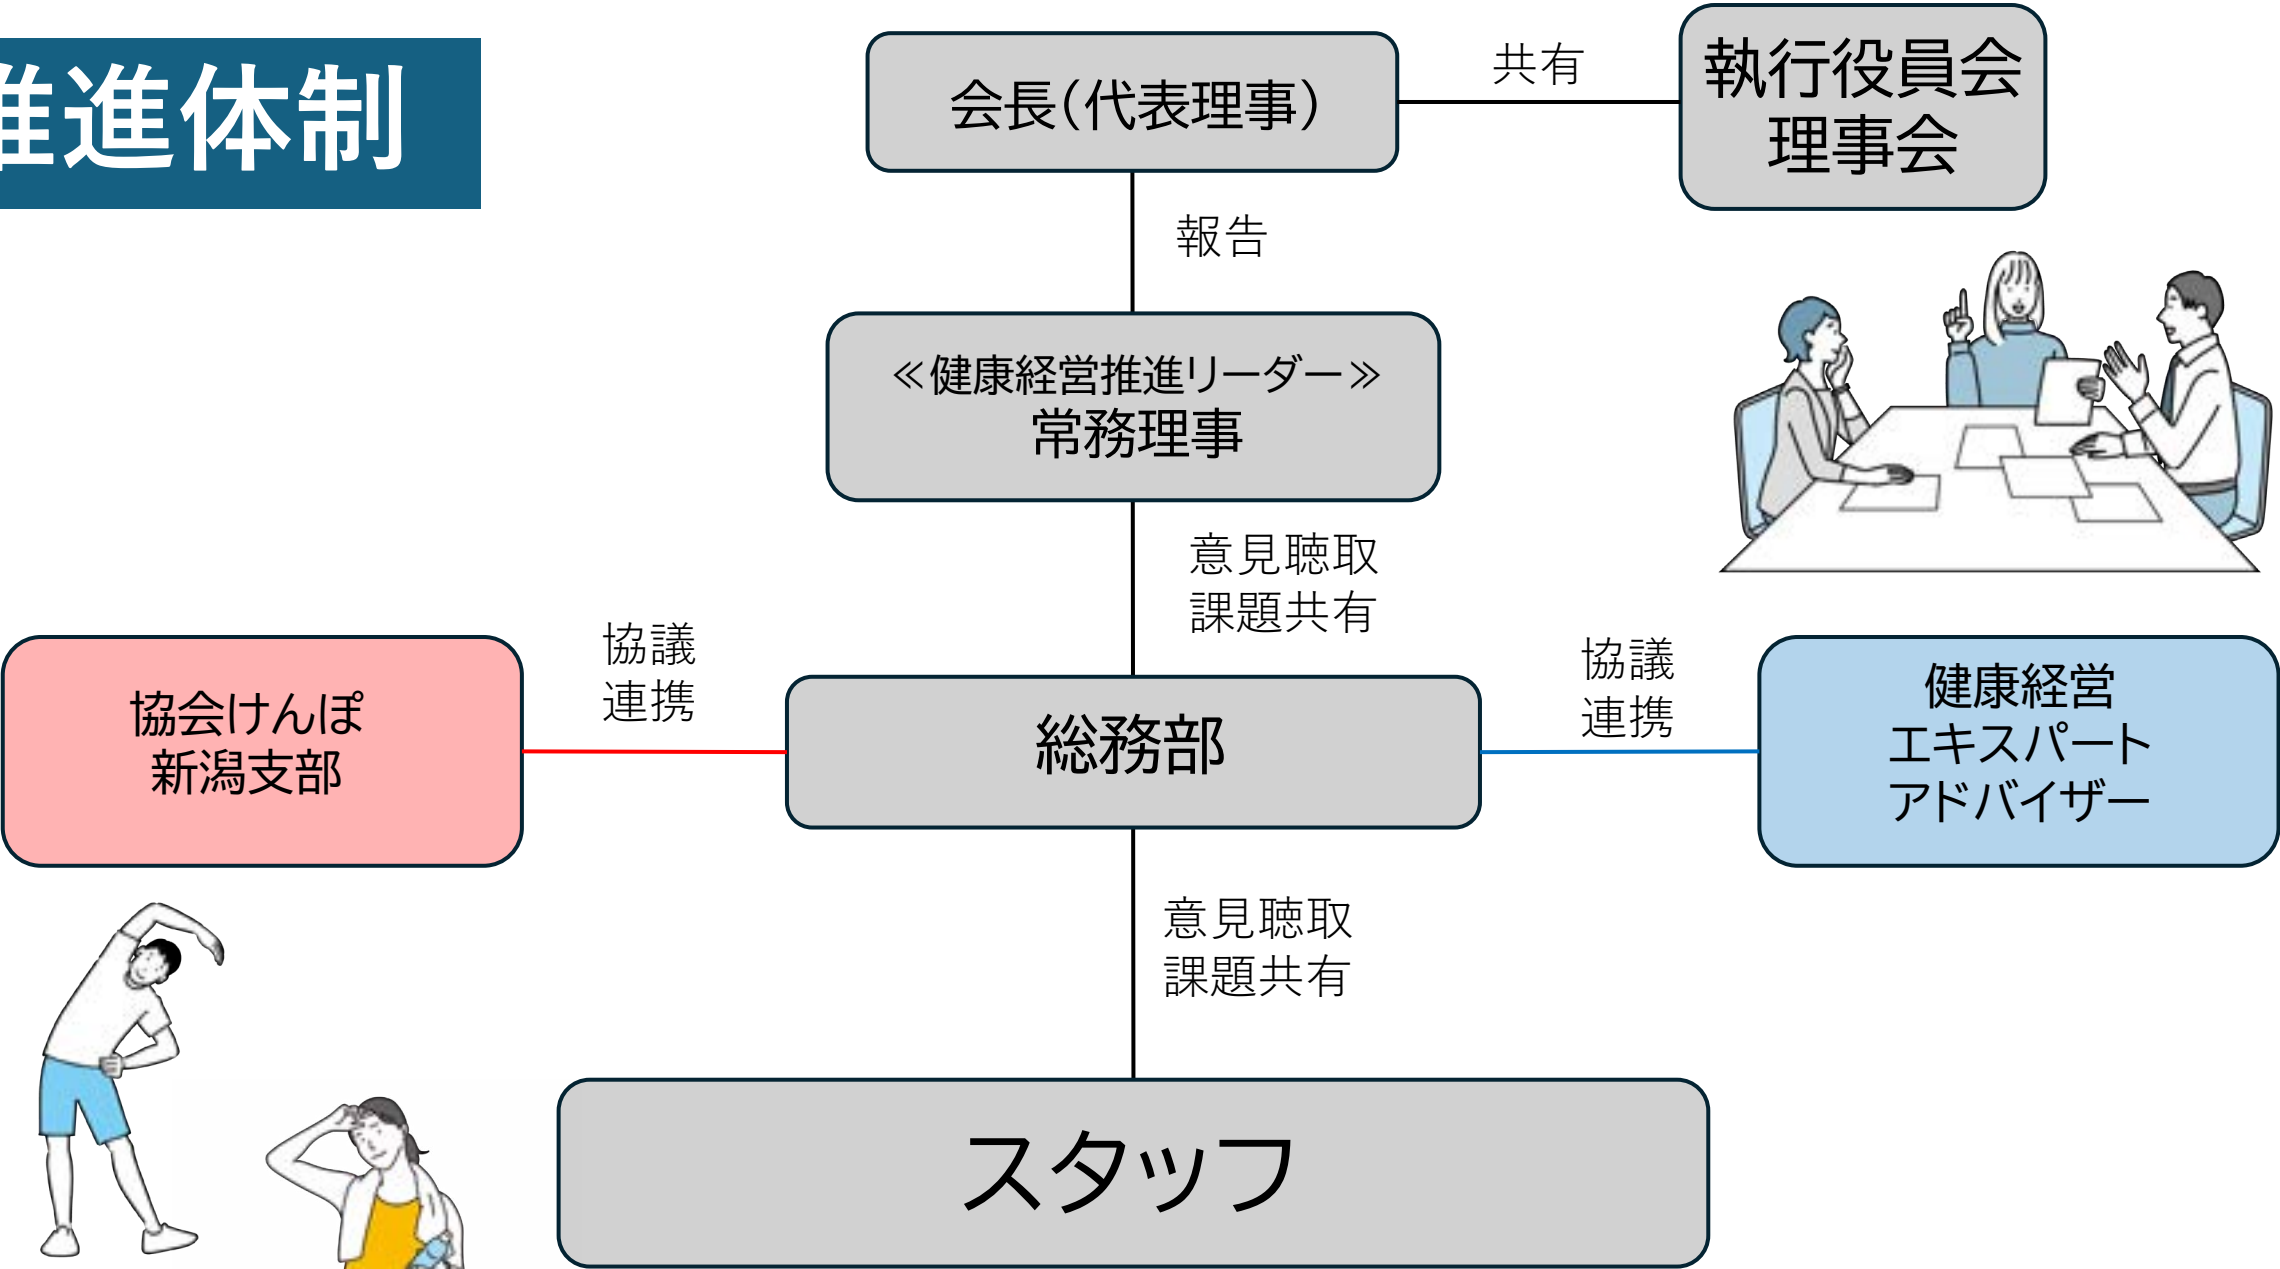 推進体制
会長（代表理事）
共有
執行役員会
理事会
報告
≪健康経営推進リーダー≫
常務理事
意見聴取
課題共有
協会けんぽ
新潟支部
協議
連携
総務部
協議
連携
健康経営
エキスパート
アドバイザー
意見聴取
課題共有
スタッフ